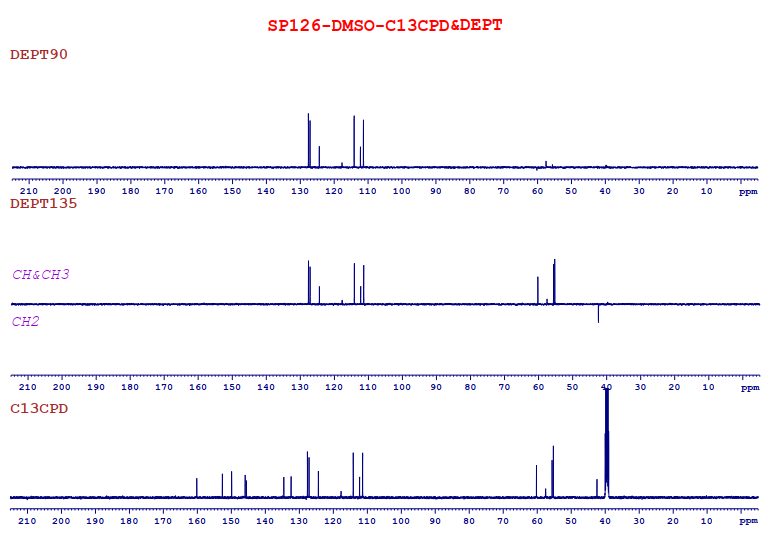 SP126-DMSO-C13CPD&DEPT
DEPT90
210 200 190 180 170 160 150 140 130 120 110 100 90 80 70 60 50 40 30 20 10 ppm
DEPT135
CH&CH3
CH2
210 200 190 180 170 160 150 140 130 120 110 100 90 80 70 60 50 40 30 20 10 ppm
C13CPD
210 200 190 180 170 160 150 140 130 120 110 100 90 80 70 60 50 40 30 20 10 ppm